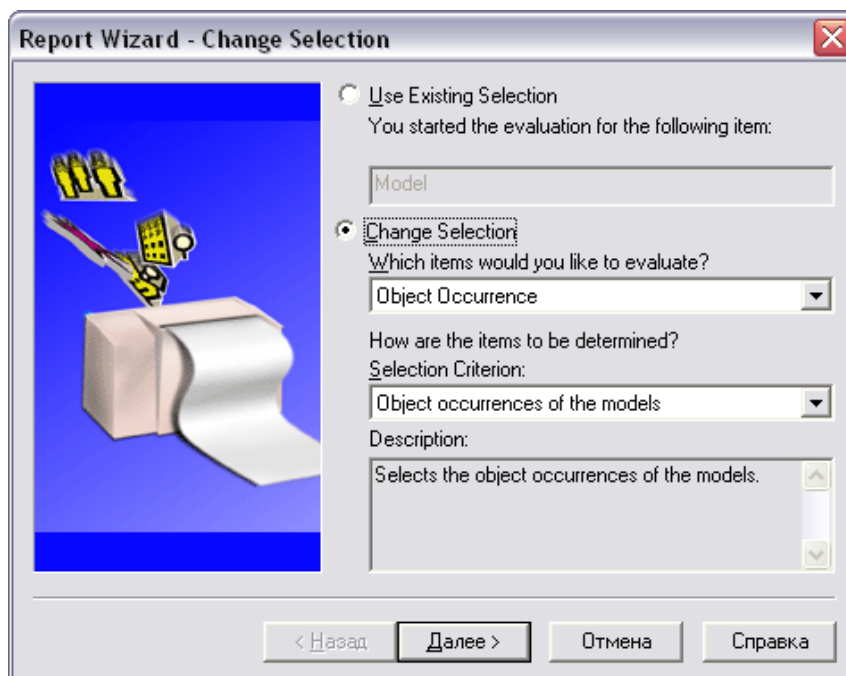 Report Wizard - Change Selection
Use Existing Selection
You started the evaluation for the following item:
Model
Change Selection
Which items would you like to evaluate?
Object Occurrence
How are the items to be determined?
Selection Criterion:
Object occurrences of the models
Description:
Selects the object occurrences of the models.
< Назад
Далее >
Отмена
Справка